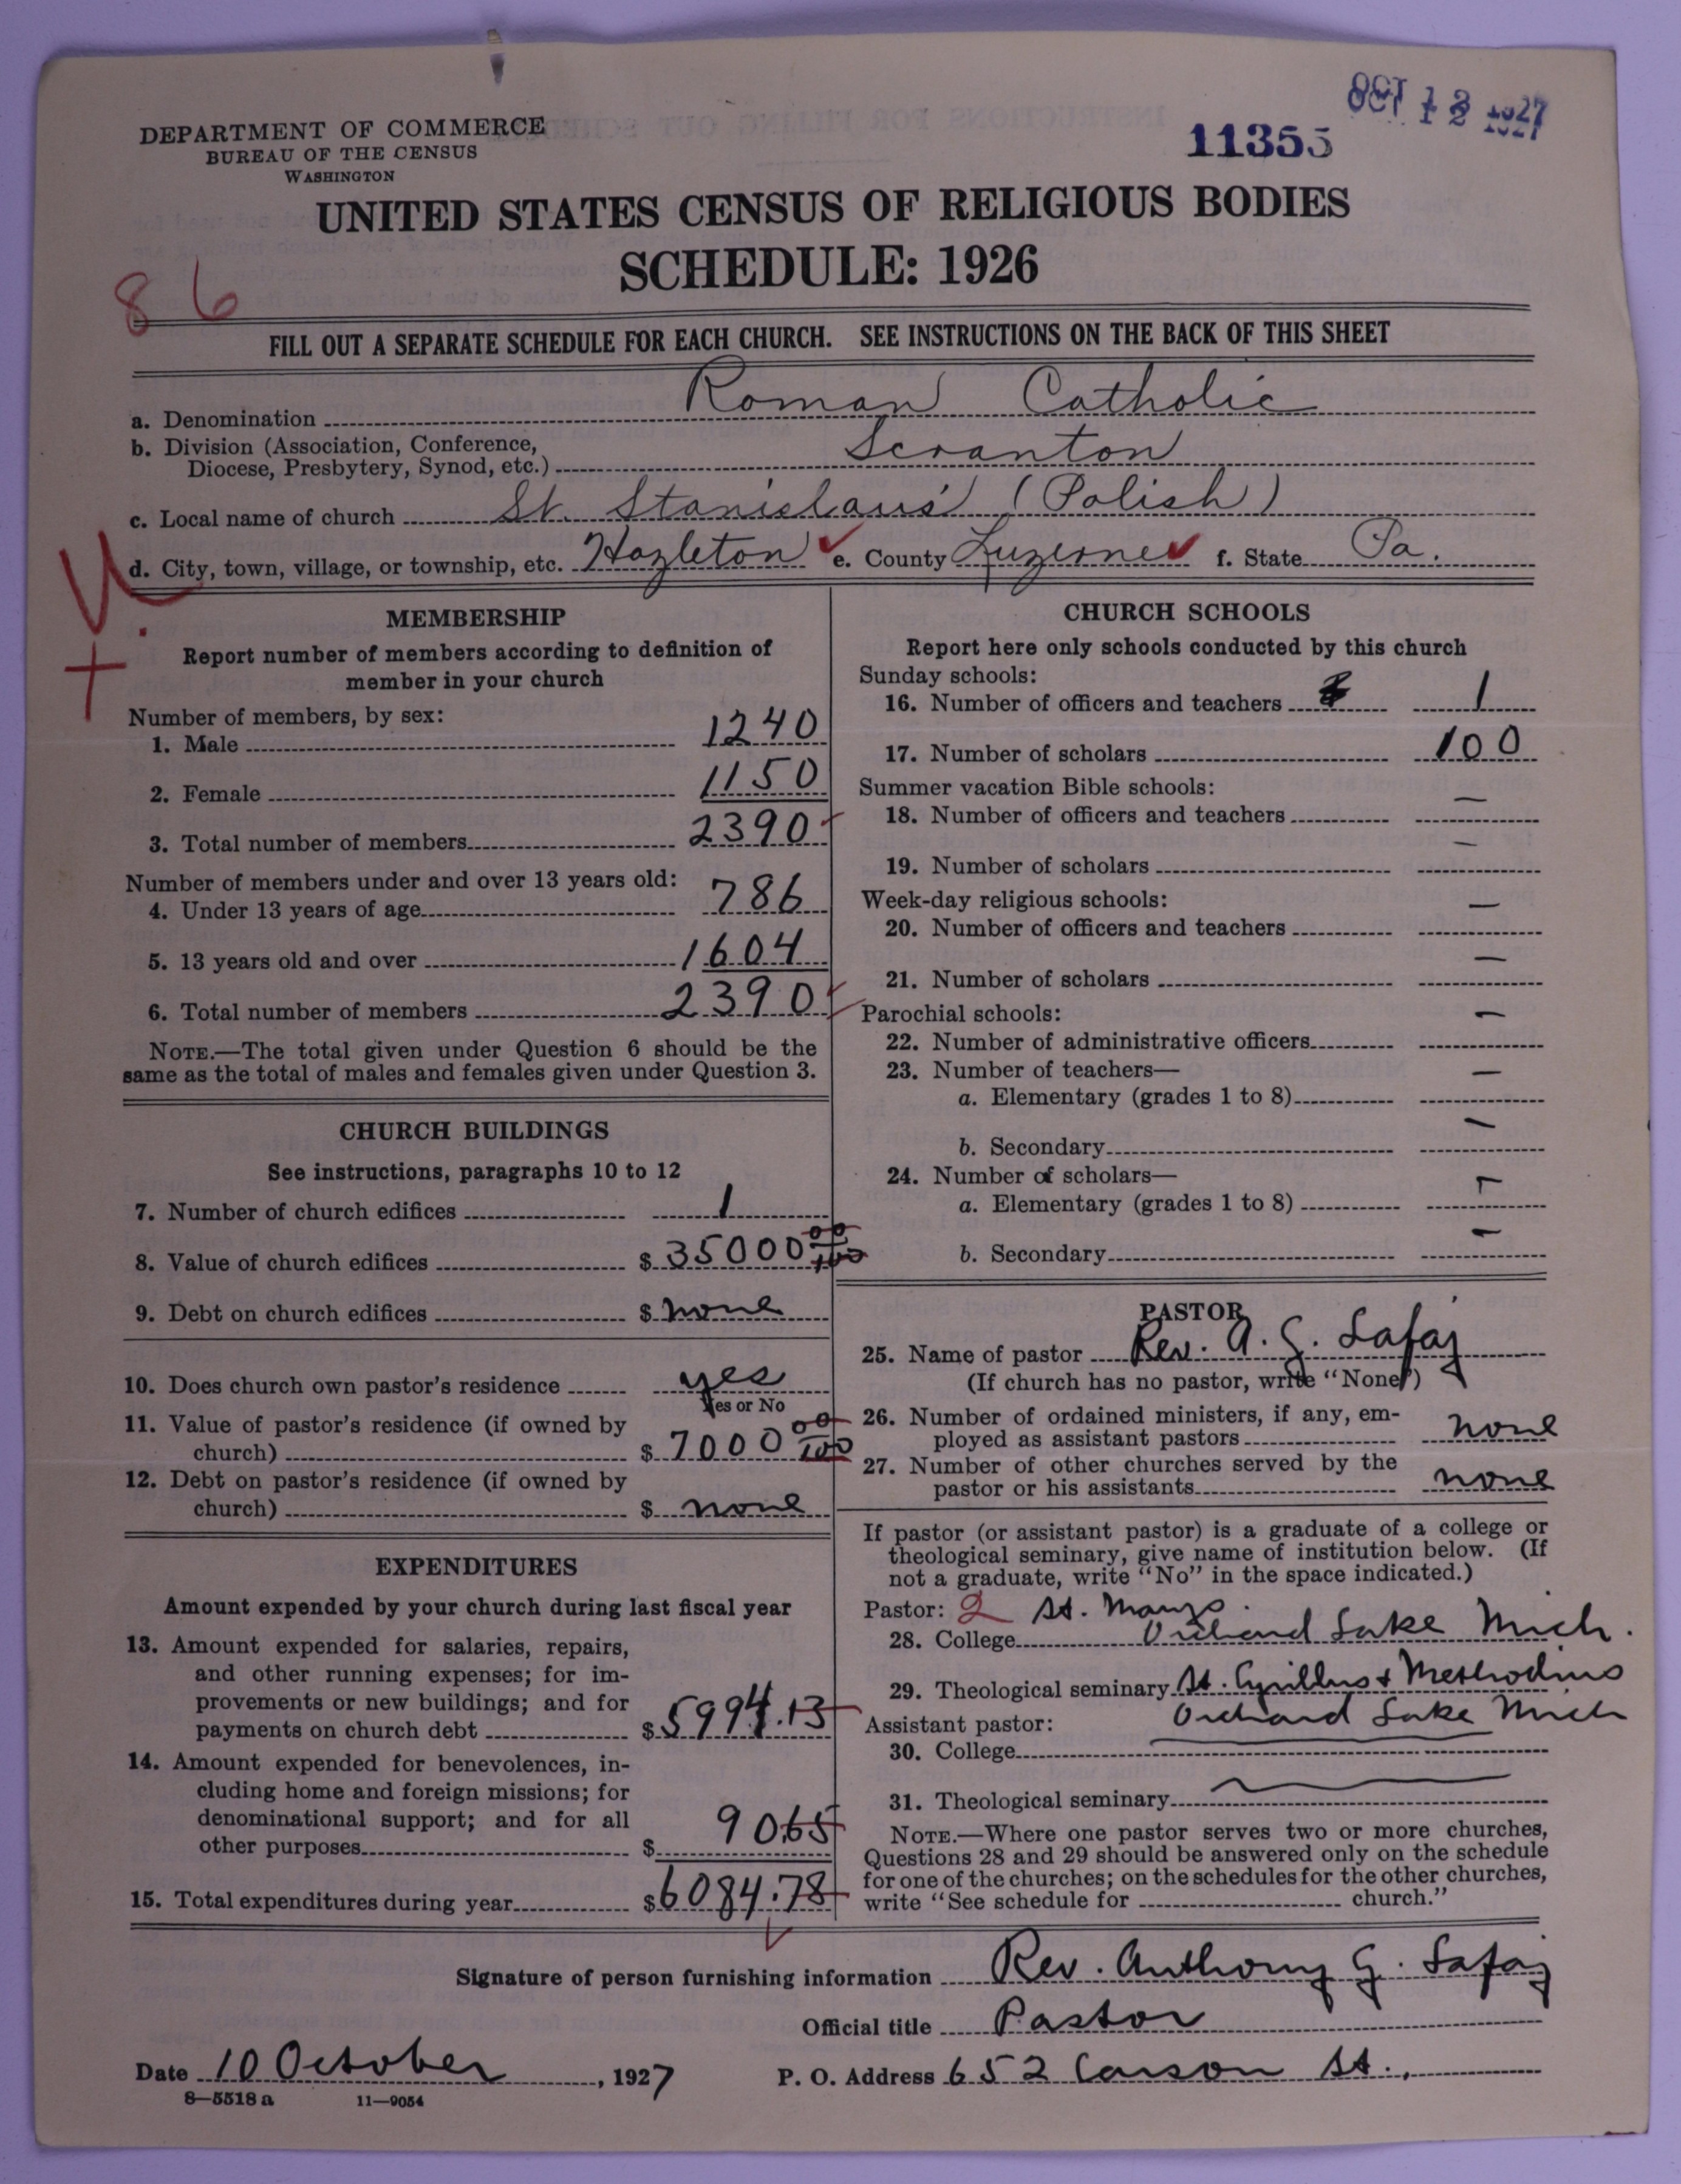 DEPARTMENT OF COMMERCE
BUREAU OF THE CENSUS
WASHINGTON
11355
OCT 12 1927
UNITED STATES CENSUS OF RELIGIOUS BODIES
SCHEDULE: 1926
86
FILL OUT A SEPARATE SCHEDULE FOR EACH CHURCH. SEE INSTRUCTIONS ON THE BACK OF THIS SHEET
a. Denomination Roman Catholic
b. Division (Association, Conference,
Diocese, Presbytery, Synod, etc.) Scranton
c. Local name of church St. Stanislaus' (Polish)
d. City, town, village, or township, etc. Hazleton e. County Luzerne f. State Pa.
MEMBERSHIP
Report number of members according to definition of
member in your church
Number of members, by sex:
1. Male 1240
2. Female 1150
3. Total number of members 2390
Number of members under and over 13 years old:
4. Under 13 years of age 786
5. 13 years old and over 1604
6. Total number of members 2390
NOTE.—The total given under Question 6 should be the
same as the total of males and females given under Question 3.
CHURCH BUILDINGS
See instructions, paragraphs 10 to 12
7. Number of church edifices 1
8. Value of church edifices $ 35000 00/100
9. Debt on church edifices $ none
10. Does church own pastor's residence yes
Yes or No
11. Value of pastor's residence (if owned by
church) $ 7000 00/100
12. Debt on pastor's residence (if owned by
church) $ none
EXPENDITURES
Amount expended by your church during last fiscal year
13. Amount expended for salaries, repairs,
and other running expenses; for im-
provements or new buildings; and for
payments on church debt $ 5994.13
14. Amount expended for benevolences, in-
cluding home and foreign missions; for
denominational support; and for all
other purposes $ 90.65
15. Total expenditures during year $ 6084.78
CHURCH SCHOOLS
Report here only schools conducted by this church
Sunday schools:
16. Number of officers and teachers 1
17. Number of scholars 100
Summer vacation Bible schools:
18. Number of officers and teachers —
19. Number of scholars —
Week-day religious schools:
20. Number of officers and teachers —
21. Number of scholars —
Parochial schools:
22. Number of administrative officers —
23. Number of teachers—
a. Elementary (grades 1 to 8) —
b. Secondary —
24. Number of scholars—
a. Elementary (grades 1 to 8) —
b. Secondary —
PASTOR
25. Name of pastor Rev. A. G. Safaj
(If church has no pastor, write "None")
26. Number of ordained ministers, if any, em-
ployed as assistant pastors none
27. Number of other churches served by the
pastor or his assistants none
If pastor (or assistant pastor) is a graduate of a college or
theological seminary, give name of institution below. (If
not a graduate, write "No" in the space indicated.)
Pastor: 2 St. Marys.
28. College Orchard Lake Mich.
29. Theological seminary St. Cyrillus + Methodius
Orchard Lake Mich
Assistant pastor:
30. College
31. Theological seminary
NOTE.—Where one pastor serves two or more churches,
Questions 28 and 29 should be answered only on the schedule
for one of the churches; on the schedules for the other churches,
write "See schedule for church."
Signature of person furnishing information Rev. Anthony G. Safaj
Official title Pastor
Date 10 October, 1927 P. O. Address 652 Carson St.,
8—5518 a 11—9054